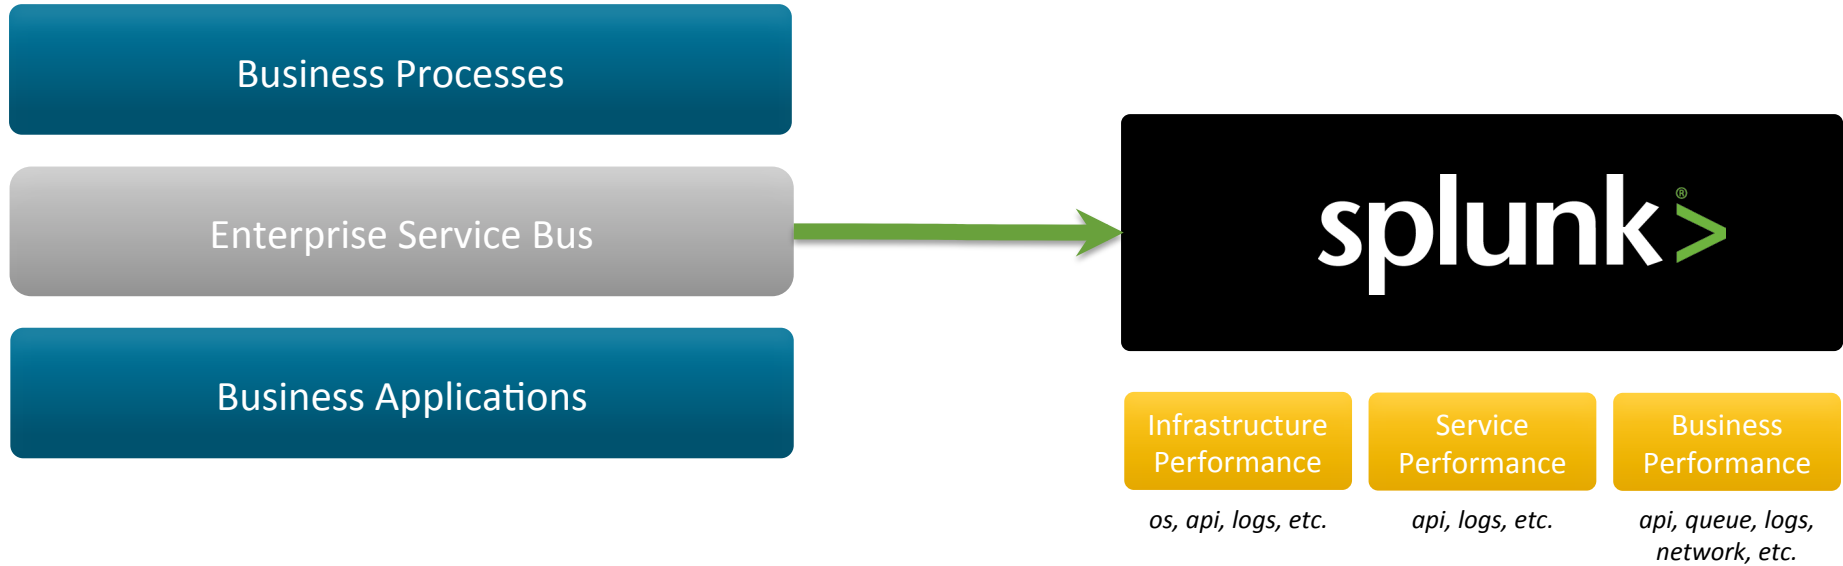 Business Processes
Enterprise Service Bus
Business Applications
splunk>®
Infrastructure
Performance
Service
Performance
Business
Performance
os, api, logs, etc.
api, logs, etc.
api, queue, logs,
network, etc.